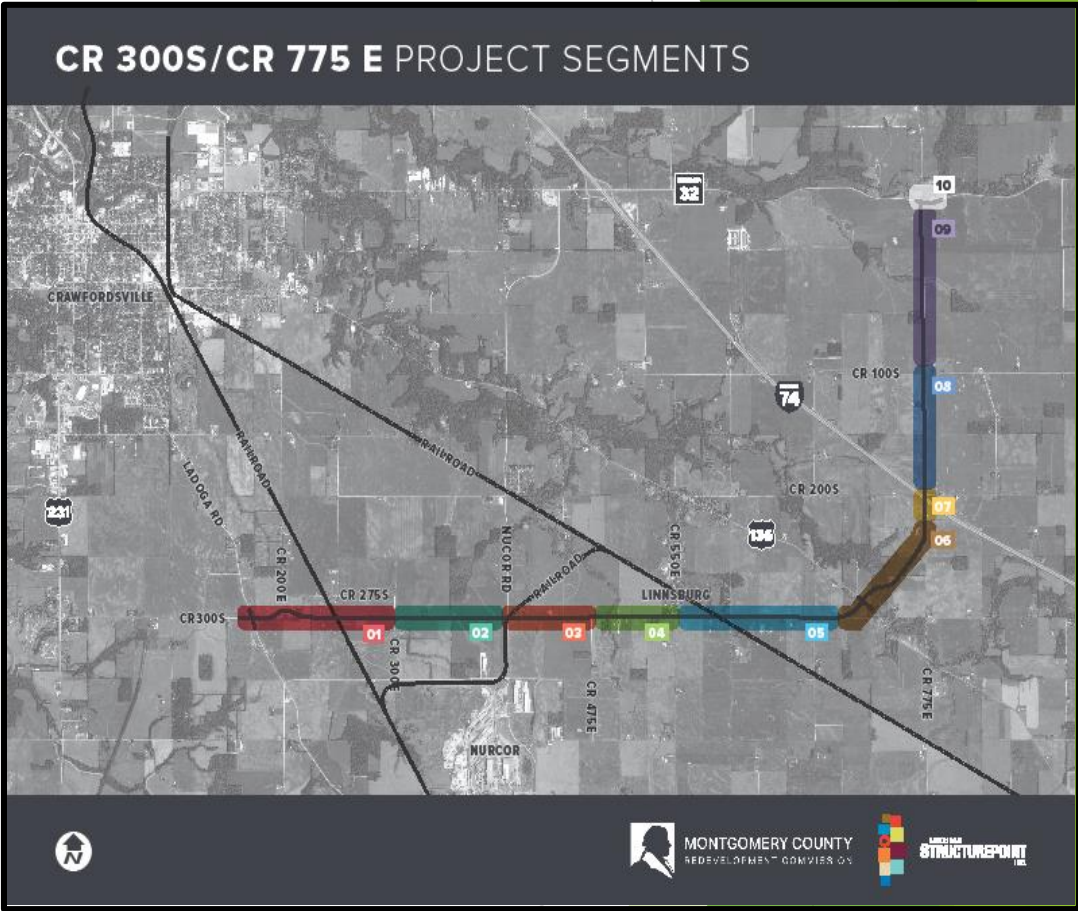 CR 300S/CR 775 E PROJECT SEGMENTS
10
32
09
CRAWFORDSVILLE
CR 100S
08
74
RAILROAD
RAILROAD
LADOGA RD
CR 200S
231
07
136
06
NUCOR RD
CR 550E
CR 200E
RAILROAD
CR 275S
LINNSBURG
CR300S
01
02
03
04
05
CR 300E
CR 475E
CR 775E
NURCOR
N
MONTGOMERY COUNTY
REDEVELOPMENT COMMISSION
STRUCTUREPOINT
INC.